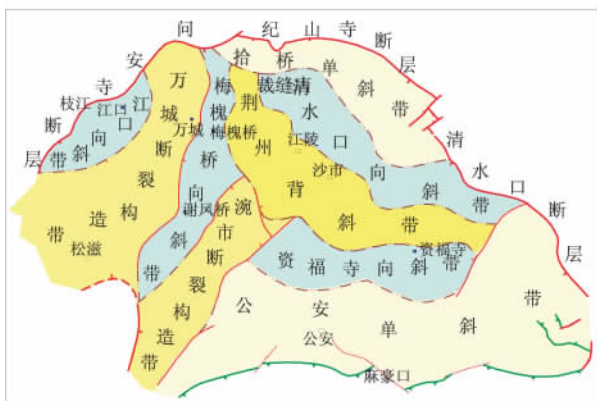 问安寺断层
纪山寺断层
清水口断层
拾桥单斜带
万城断裂构造带
梅槐桥向斜带
荆州背斜带
清水口向斜带
江口向斜带
裁缝
枝江
江口
万城
梅槐桥
江陵
沙市
谢凤桥
涴市断裂构造带
松滋
资福寺向斜带
资福寺
公安单斜带
公安
麻豪口